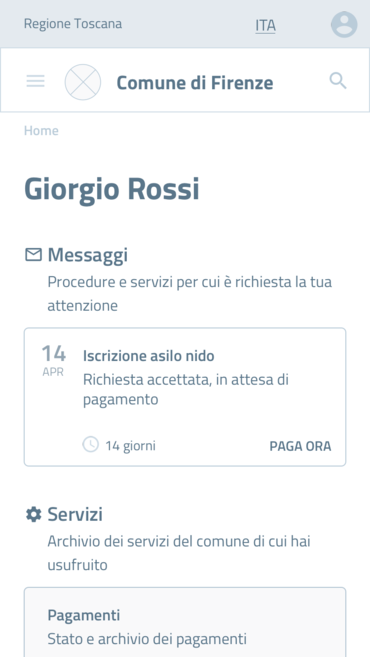 Regione Toscana
ITA
Comune di Firenze
Home
Giorgio Rossi
Messaggi
Procedure e servizi per cui è richiesta la tua
attenzione
14
APR
Iscrizione asilo nido
Richiesta accettata, in attesa di
pagamento
14 giorni
PAGA ORA
Servizi
Archivio dei servizi del comune di cui hai
usufruito
Pagamenti
Stato e archivio dei pagamenti